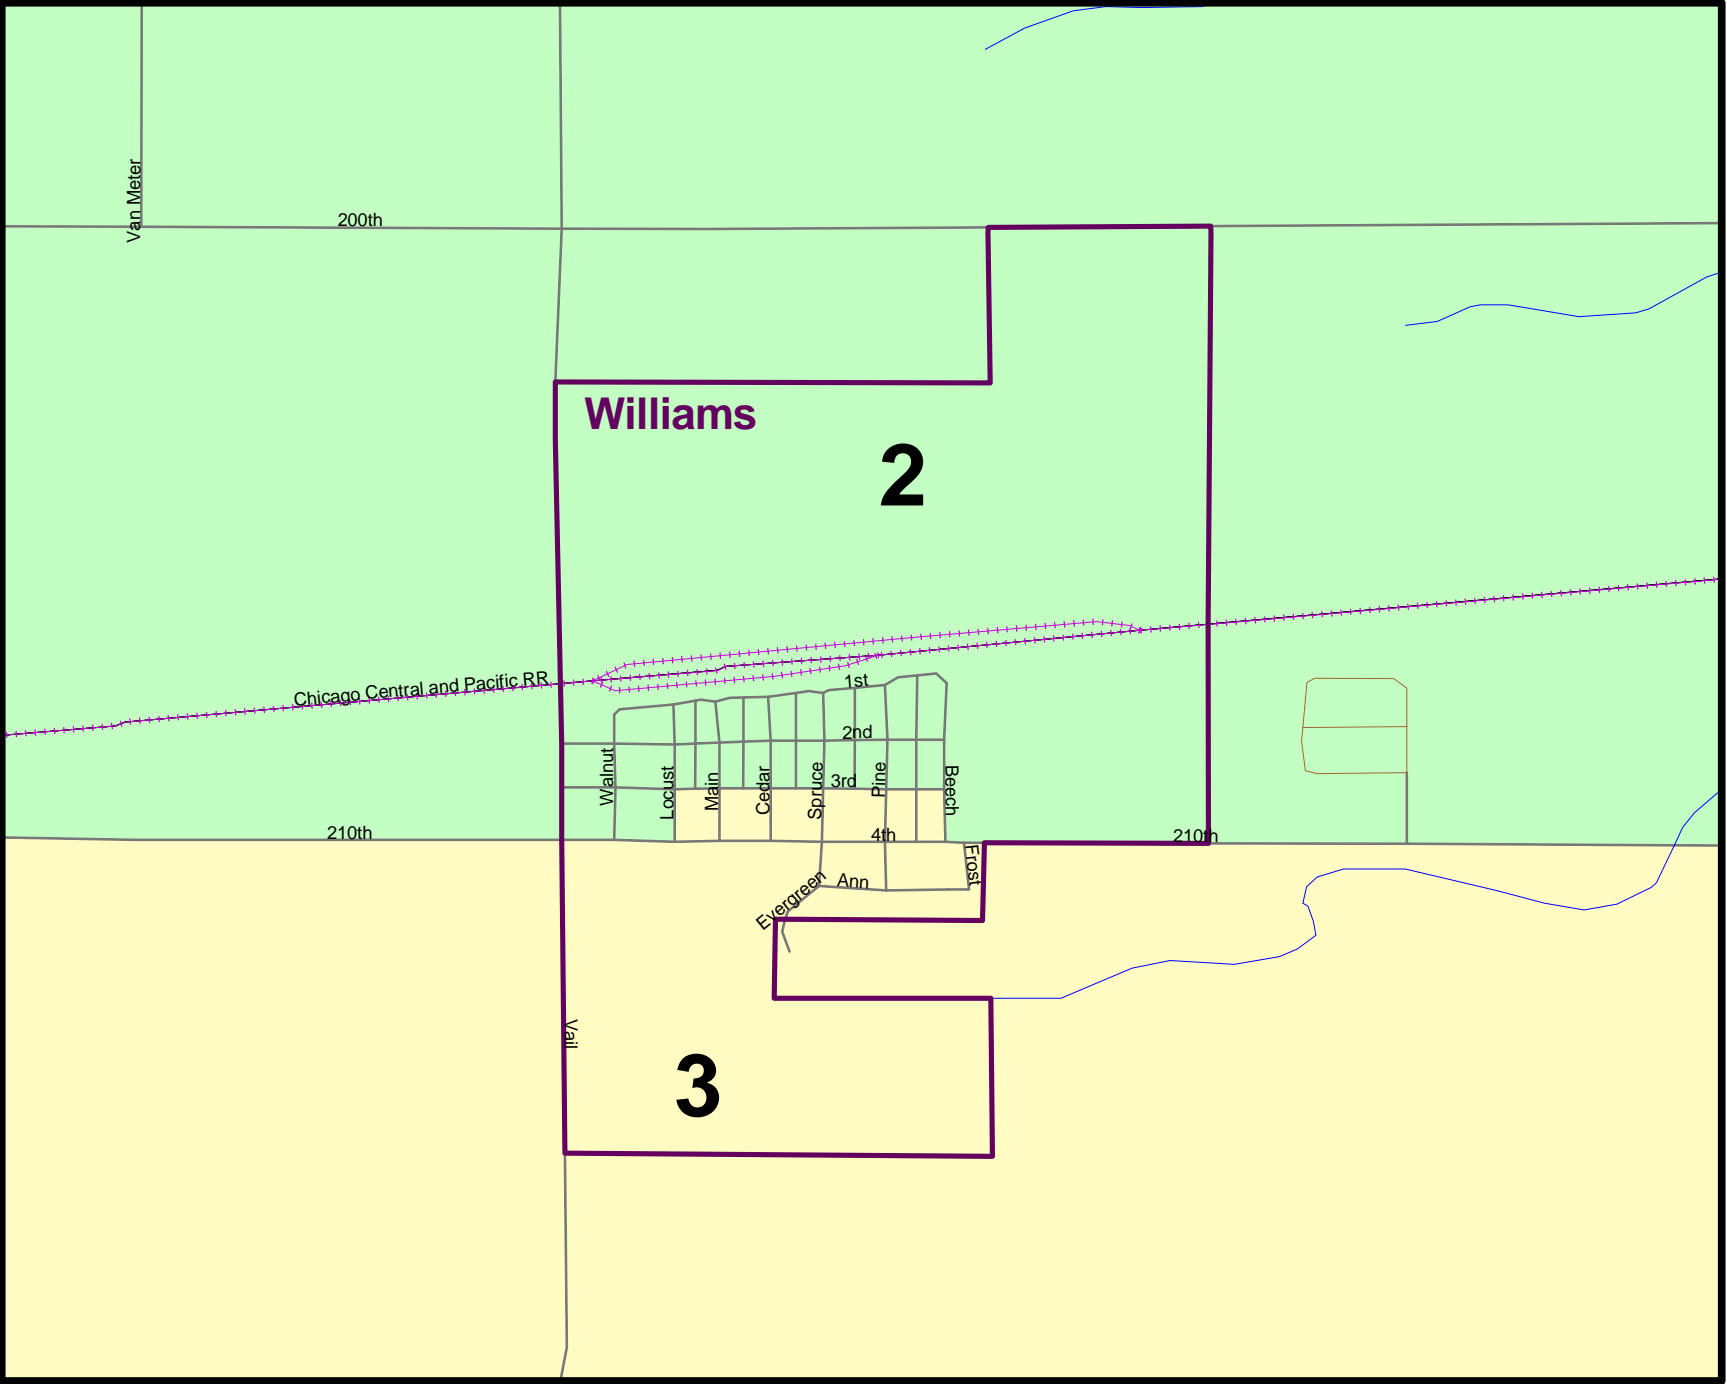 Van Meter
200th
Williams
2
Chicago Central and Pacific RR
1st
2nd
3rd
Walnut
Locust
Main
Cedar
Spruce
Pine
Beech
210th
4th
210th
Frost
Ann
Evergreen
Vail
3